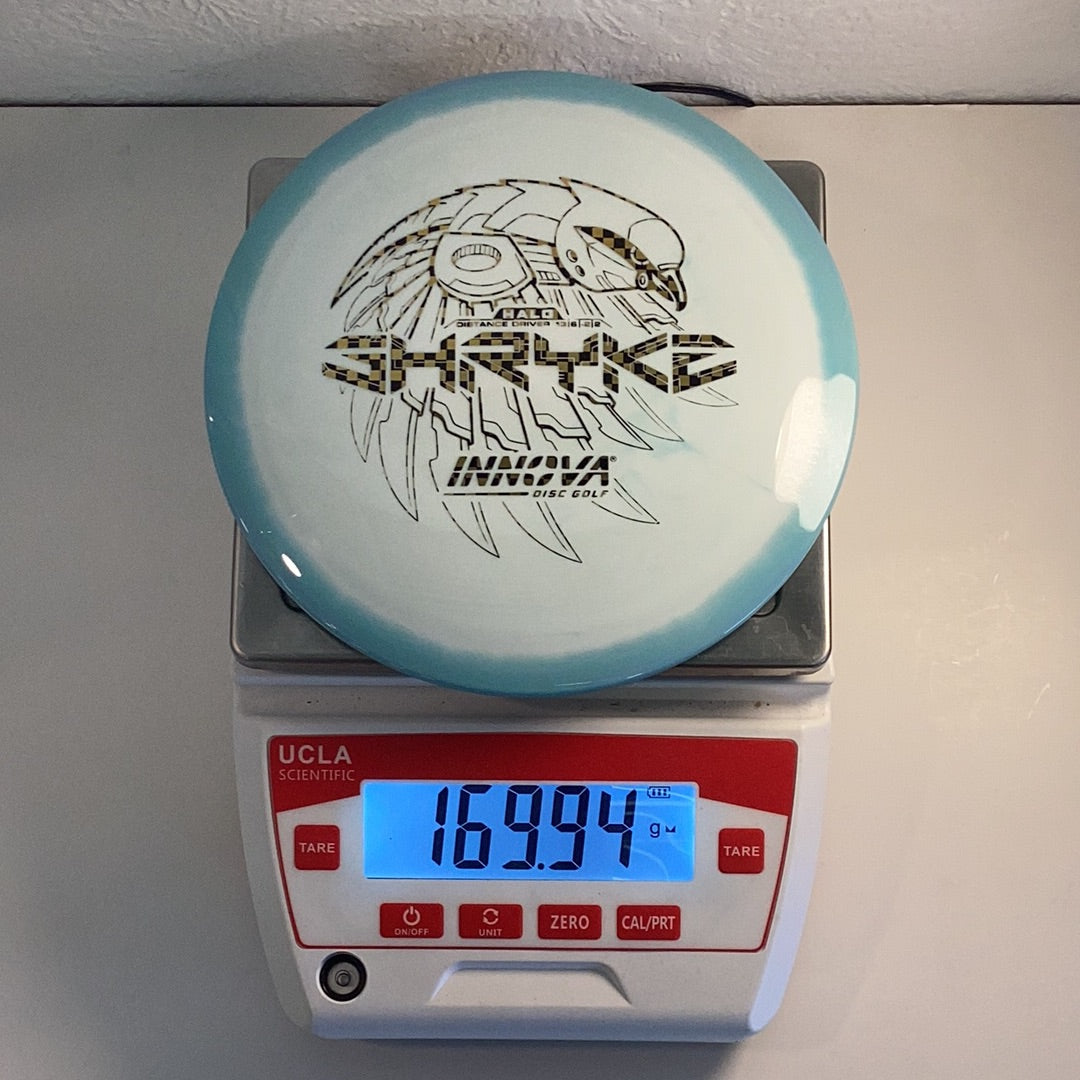 HALO
DISTANCE DRIVER 13|6|-2|2
SHRYKE
INNOVA®
DISC GOLF
UCLA
SCIENTIFIC
169.94 g
TARE
TARE
ON/OFF
UNIT
ZERO
CAL/PRT